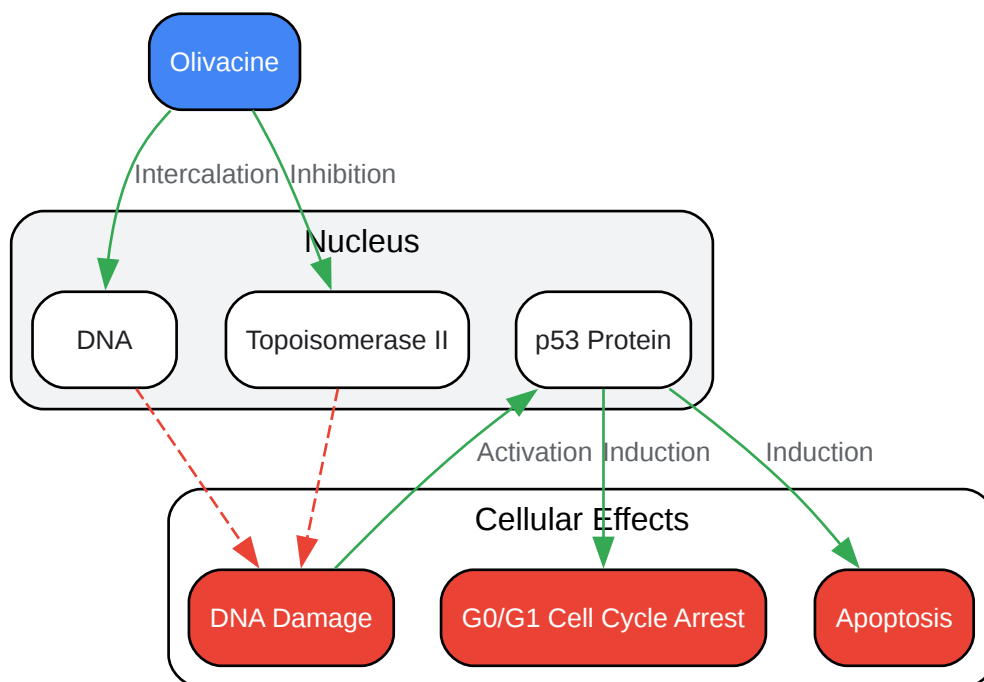 Olivacine
Intercalation
Inhibition
Nucleus
DNA
Topoisomerase II
p53 Protein
Activation
Induction
Induction
Cellular Effects
DNA Damage
G0/G1 Cell Cycle Arrest
Apoptosis